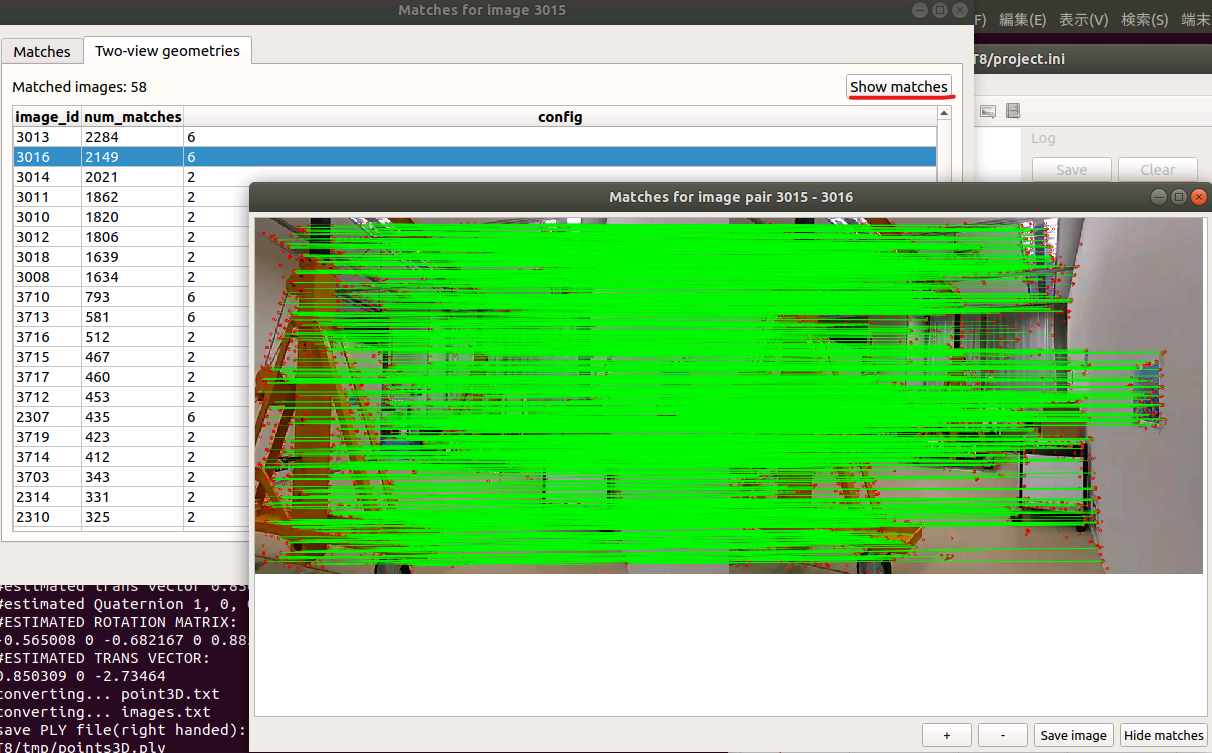 Matches for image 3015
F) 編集(E) 表示(V) 検索(S) 端末
T8/project.ini
Matches Two-view geometries
Matched images: 58 Show matches
Log
Save Clear
image_id num_matches config
3013 2284 6
3016 2149 6
3014 2021 2
3011 1862 2
3010 1820 2
3012 1806 2
3018 1639 2
3008 1634 2
3710 793 6
3713 581 6
3716 512 2
3715 467 2
3717 460 2
3712 453 2
2307 435 6
3719 423 2
3714 412 2
3703 343 2
2314 331 2
2310 325 2
Matches for image pair 3015 - 3016
+ - Save image Hide matches
#estimated trans vector
#estimated Quaternion 1, 0,
#ESTIMATED ROTATION MATRIX:
-0.565008 0 -0.682167 0
#ESTIMATED TRANS VECTOR:
0.850309 0 -2.73464
converting... point3D.txt
converting... images.txt
save PLY file(right handed):
T8/tmp/points3D.ply